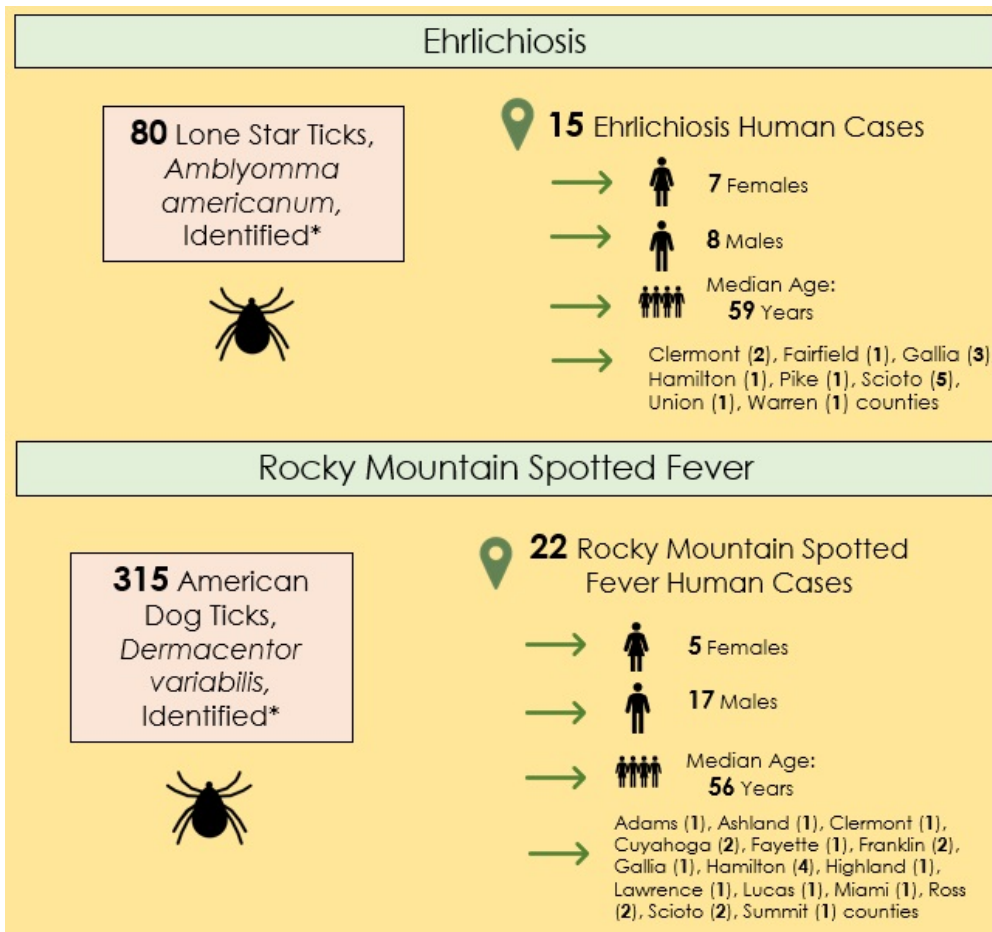 Ehrlichiosis
80 Lone Star Ticks,
Amblyomma
americanum,
Identified*
15 Ehrlichiosis Human Cases
7 Females
8 Males
Median Age:
59 Years
Clermont (2), Fairfield (1), Gallia (3)
Hamilton (1), Pike (1), Scioto (5),
Union (1), Warren (1) counties
Rocky Mountain Spotted Fever
315 American
Dog Ticks,
Dermacentor
variabilis,
Identified*
22 Rocky Mountain Spotted
Fever Human Cases
5 Females
17 Males
Median Age:
56 Years
Adams (1), Ashland (1), Clermont (1),
Cuyahoga (2), Fayette (1), Franklin (2),
Gallia (1), Hamilton (4), Highland (1),
Lawrence (1), Lucas (1), Miami (1), Ross
(2), Scioto (2), Summit (1) counties